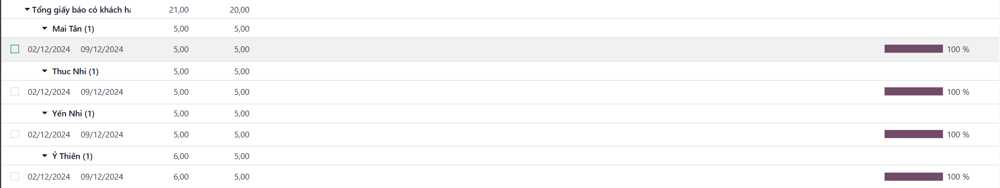 Tổng giấy báo có khách hà 21,00 20,00
Mai Tân (1) 5,00 5,00
02/12/2024 09/12/2024 5,00 5,00 100 %
Thuc Nhi (1) 5,00 5,00
02/12/2024 09/12/2024 5,00 5,00 100 %
Yến Nhi (1) 5,00 5,00
02/12/2024 09/12/2024 5,00 5,00 100 %
Ỷ Thiên (1) 6,00 5,00
02/12/2024 09/12/2024 6,00 5,00 100 %